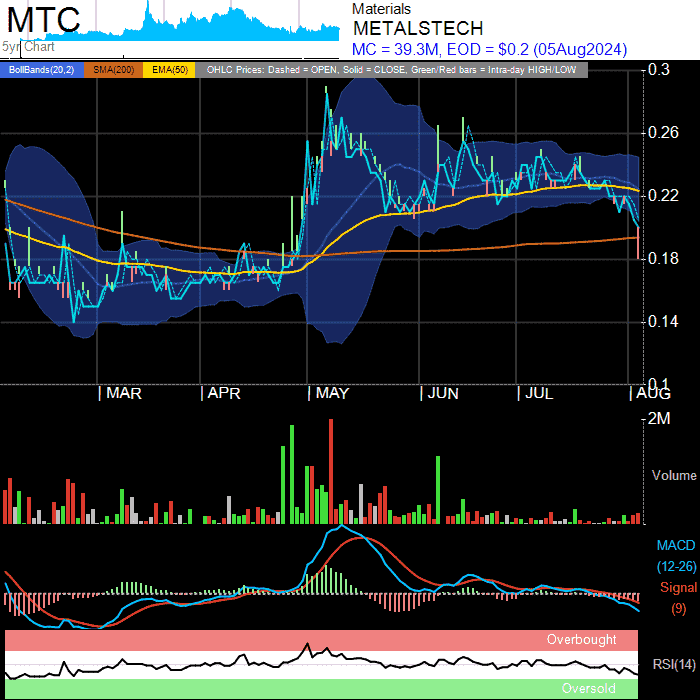 MTC
5yr Chart
Materials
METALSTECH
MC = 39.3M, EOD = $0.2 (05Aug2024)
BollBands(20,2) SMA(200) EMA(50) OHLC Prices: Dashed = OPEN, Solid = CLOSE, Green/Red bars = Intra-day HIGH/LOW
0.3
0.26
0.22
0.18
0.14
0.1
MAR APR MAY JUN JUL AUG
2M
Volume
MACD
(12-26)
Signal
(9)
Overbought
RSI(14)
Oversold